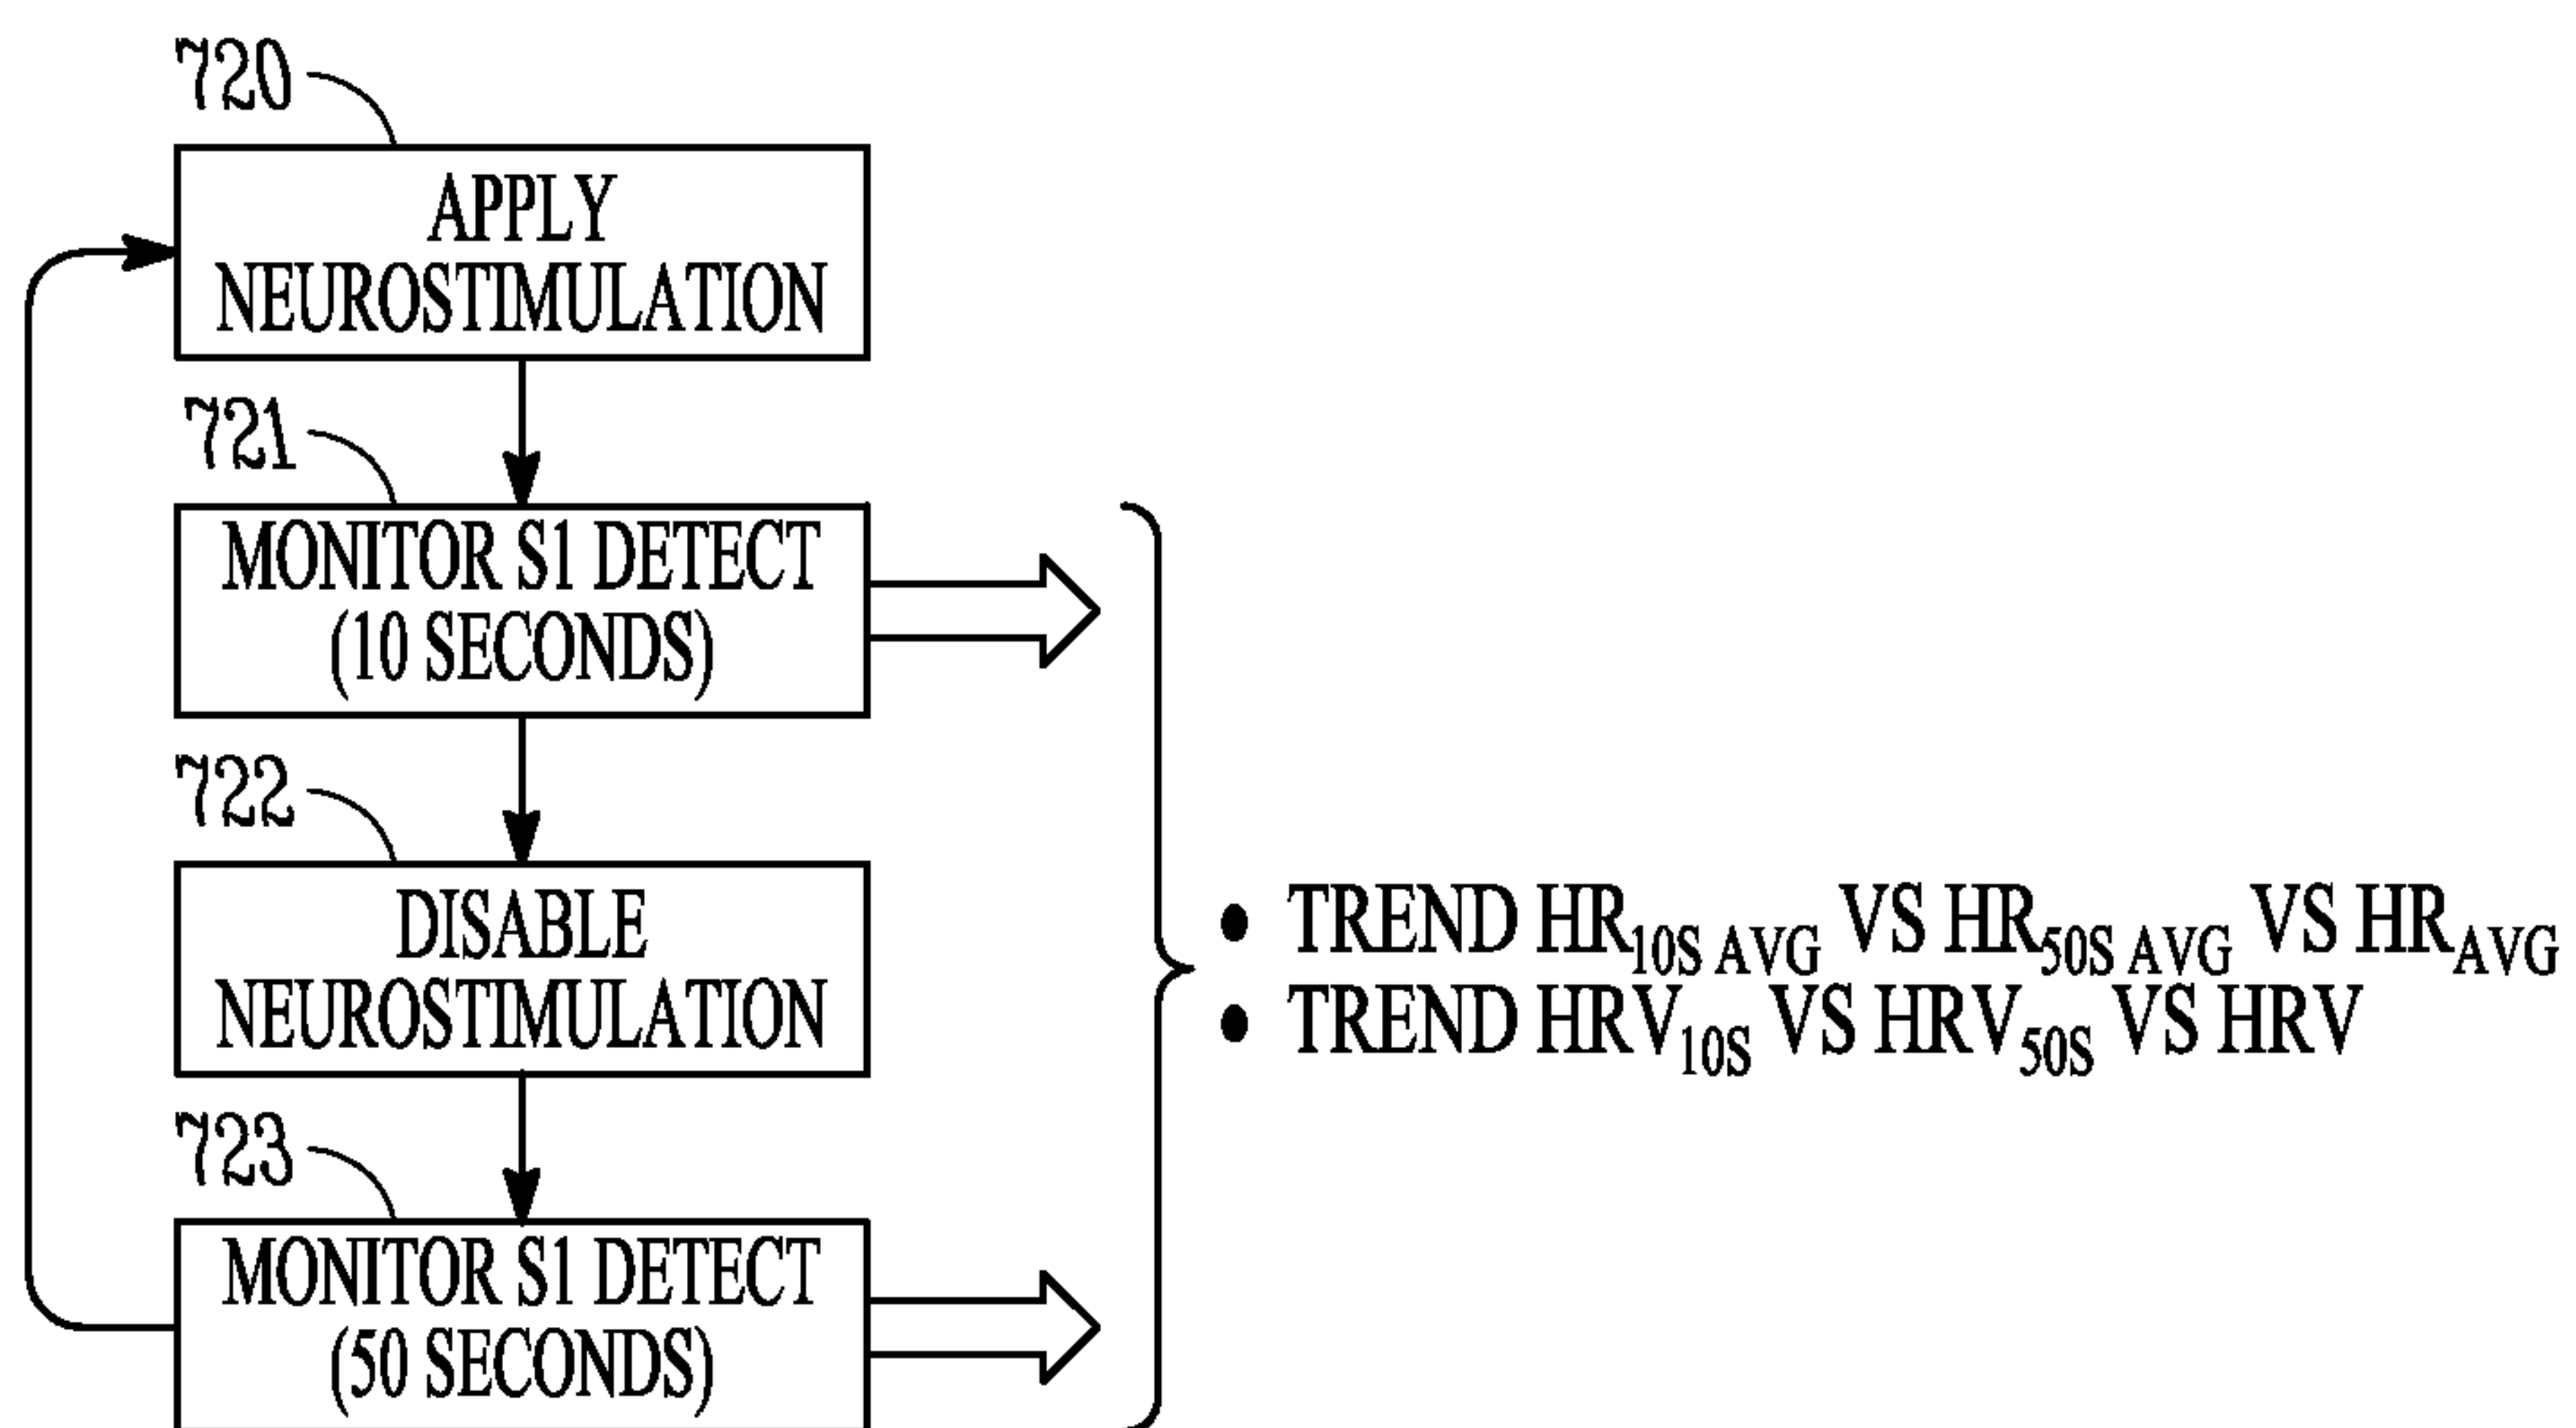 720
APPLY
NEUROSTIMULATION
721
MONITOR S1 DETECT
(10 SECONDS)
722
DISABLE
NEUROSTIMULATION
723
MONITOR S1 DETECT
(50 SECONDS)
• TREND HR10S AVG VS HR50S AVG VS HRAVG
• TREND HRV10S VS HRV50S VS HRV